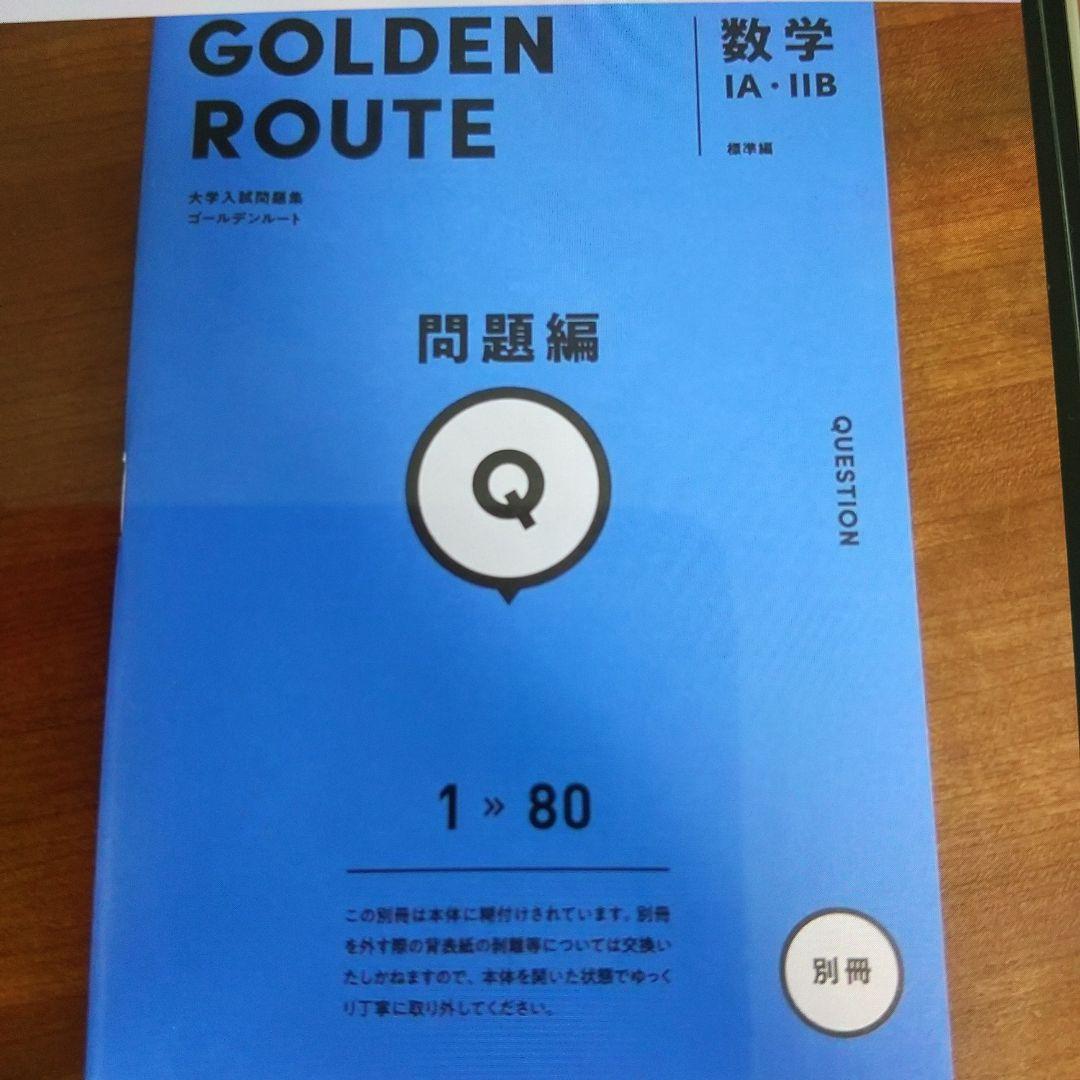 GOLDEN
ROUTE
数学
IA・IIB
標準編
大学入試問題集
ゴールデンルート
問題編
Q
QUESTION
1 » 80
この別冊は本体に糊付けされています。別冊
を外す際の背表紙の剥離等については交換い
たしかねますので、本体を開いた状態でゆっく
り丁寧に取り外してください。
別冊